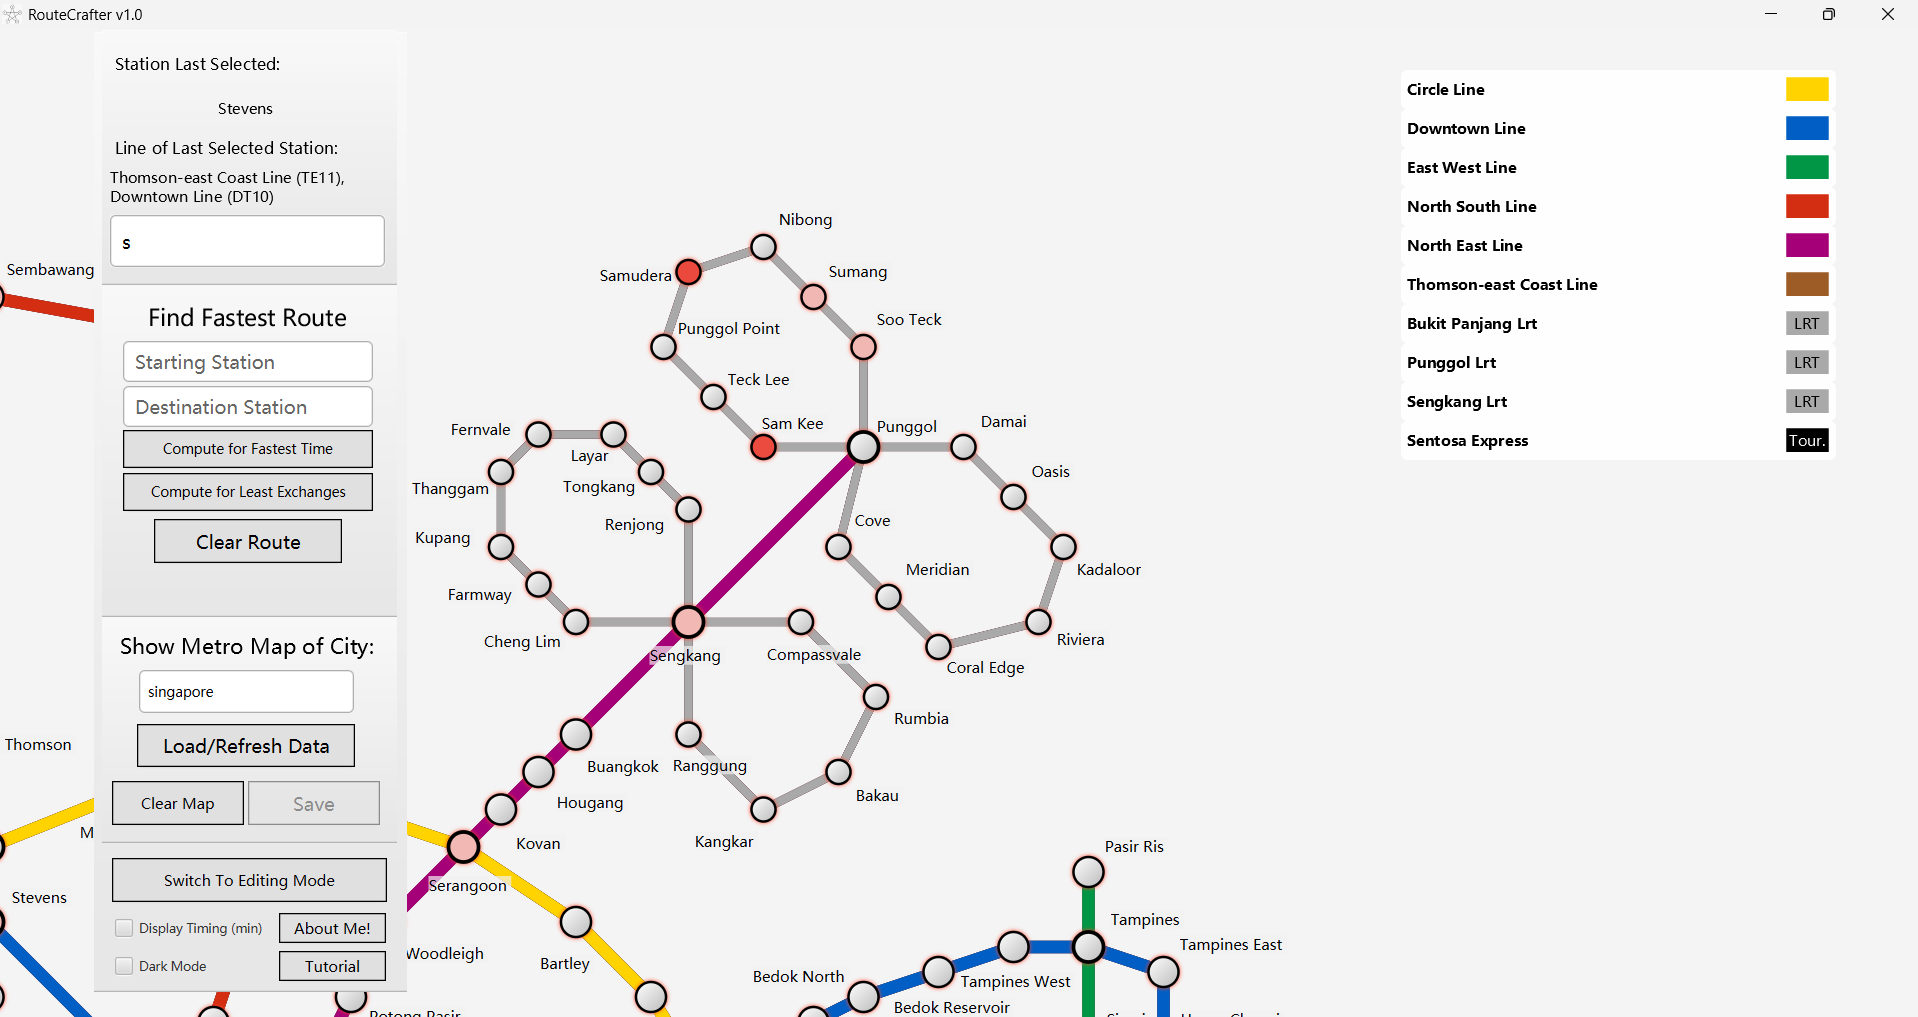 RouteCrafter v1.0
Station Last Selected:
Stevens
Line of Last Selected Station:
Thomson-east Coast Line (TE11),
Downtown Line (DT10)
s
Find Fastest Route
Starting Station
Destination Station
Compute for Fastest Time
Compute for Least Exchanges
Clear Route
Show Metro Map of City:
singapore
Load/Refresh Data
Clear Map
Save
Switch To Editing Mode
Display Timing (min)
About Me!
Dark Mode
Tutorial
Sembawang
Thomson
M
Stevens
Nibong
Samudera
Sumang
Punggol Point
Soo Teck
Teck Lee
Sam Kee
Punggol
Damai
Fernvale
Layar
Oasis
Thanggam
Tongkang
Renjong
Cove
Kupang
Meridian
Kadaloor
Farmway
Cheng Lim
Sengkang
Compassvale
Riviera
Coral Edge
Rumbia
Buangkok
Ranggung
Hougang
Bakau
Kovan
Kangkar
Serangoon
Pasir Ris
Woodleigh
Bartley
Tampines
Tampines East
Bedok North
Tampines West
Bedok Reservoir
Potong Pasir
Circle Line
Downtown Line
East West Line
North South Line
North East Line
Thomson-east Coast Line
Bukit Panjang Lrt
LRT
Punggol Lrt
LRT
Sengkang Lrt
LRT
Sentosa Express
Tour.